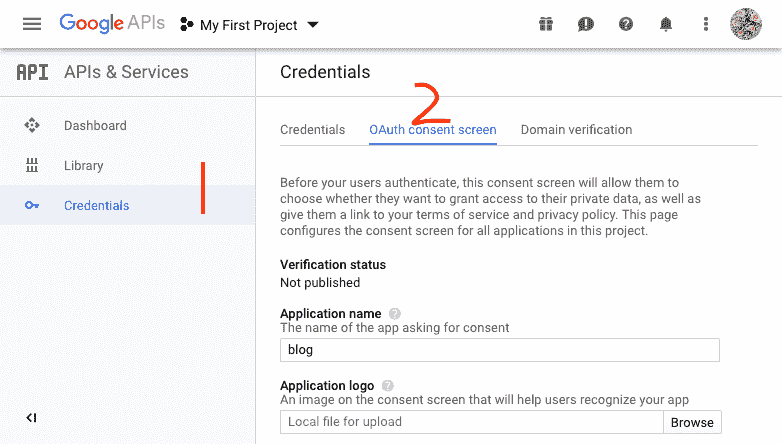 Google APIs My First Project
API APIs & Services
Dashboard
Library
Credentials
1
Credentials
2
Credentials OAuth consent screen Domain verification
Before your users authenticate, this consent screen will allow them to
choose whether they want to grant access to their private data, as well as
give them a link to your terms of service and privacy policy. This page
configures the consent screen for all applications in this project.
Verification status
Not published
Application name ?
The name of the app asking for consent
blog
Application logo ?
An image on the consent screen that will help users recognize your app
Local file for upload Browse